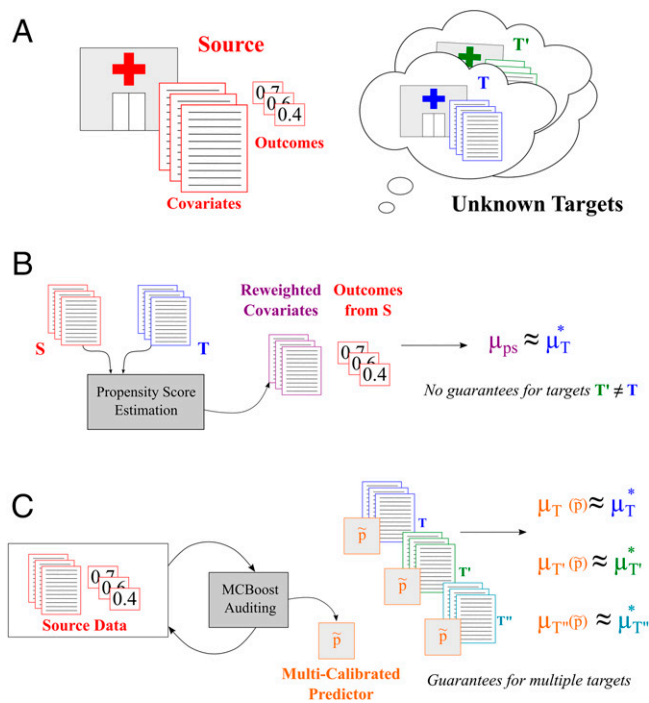 A
Source
0.7
0.6
0.4
Outcomes
Covariates
T'
T
Unknown Targets
B
S
T
Propensity Score
Estimation
Reweighted
Covariates
Outcomes
from S
0.7
0.6
0.4
μps ≈ μ*T
No guarantees for targets T' ≠ T
C
0.7
0.6
0.4
Source Data
MCBoost
Auditing
p̃
Multi-Calibrated
Predictor
p̃
T
p̃
T'
p̃
T"
μT (p̃) ≈ μ*T
μT'(p̃) ≈ μ*T'
μT"(p̃) ≈ μ*T"
Guarantees for multiple targets